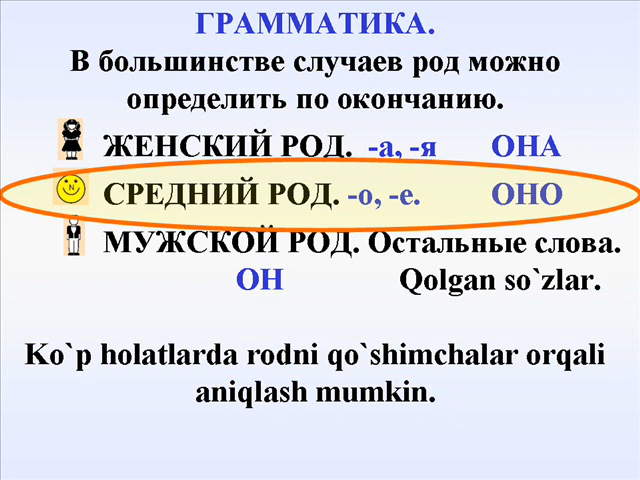 ГРАММАТИКА.
В большинстве случаев род можно
определить по окончанию.
ЖЕНСКИЙ РОД. -а, -я ОНА
СРЕДНИЙ РОД. -о, -е. ОНО
МУЖСКОЙ РОД. Остальные слова.
ОН Qolgan so`zlar.
Ko`p holatlarda rodni qo`shimchalar orqali
aniqlash mumkin.